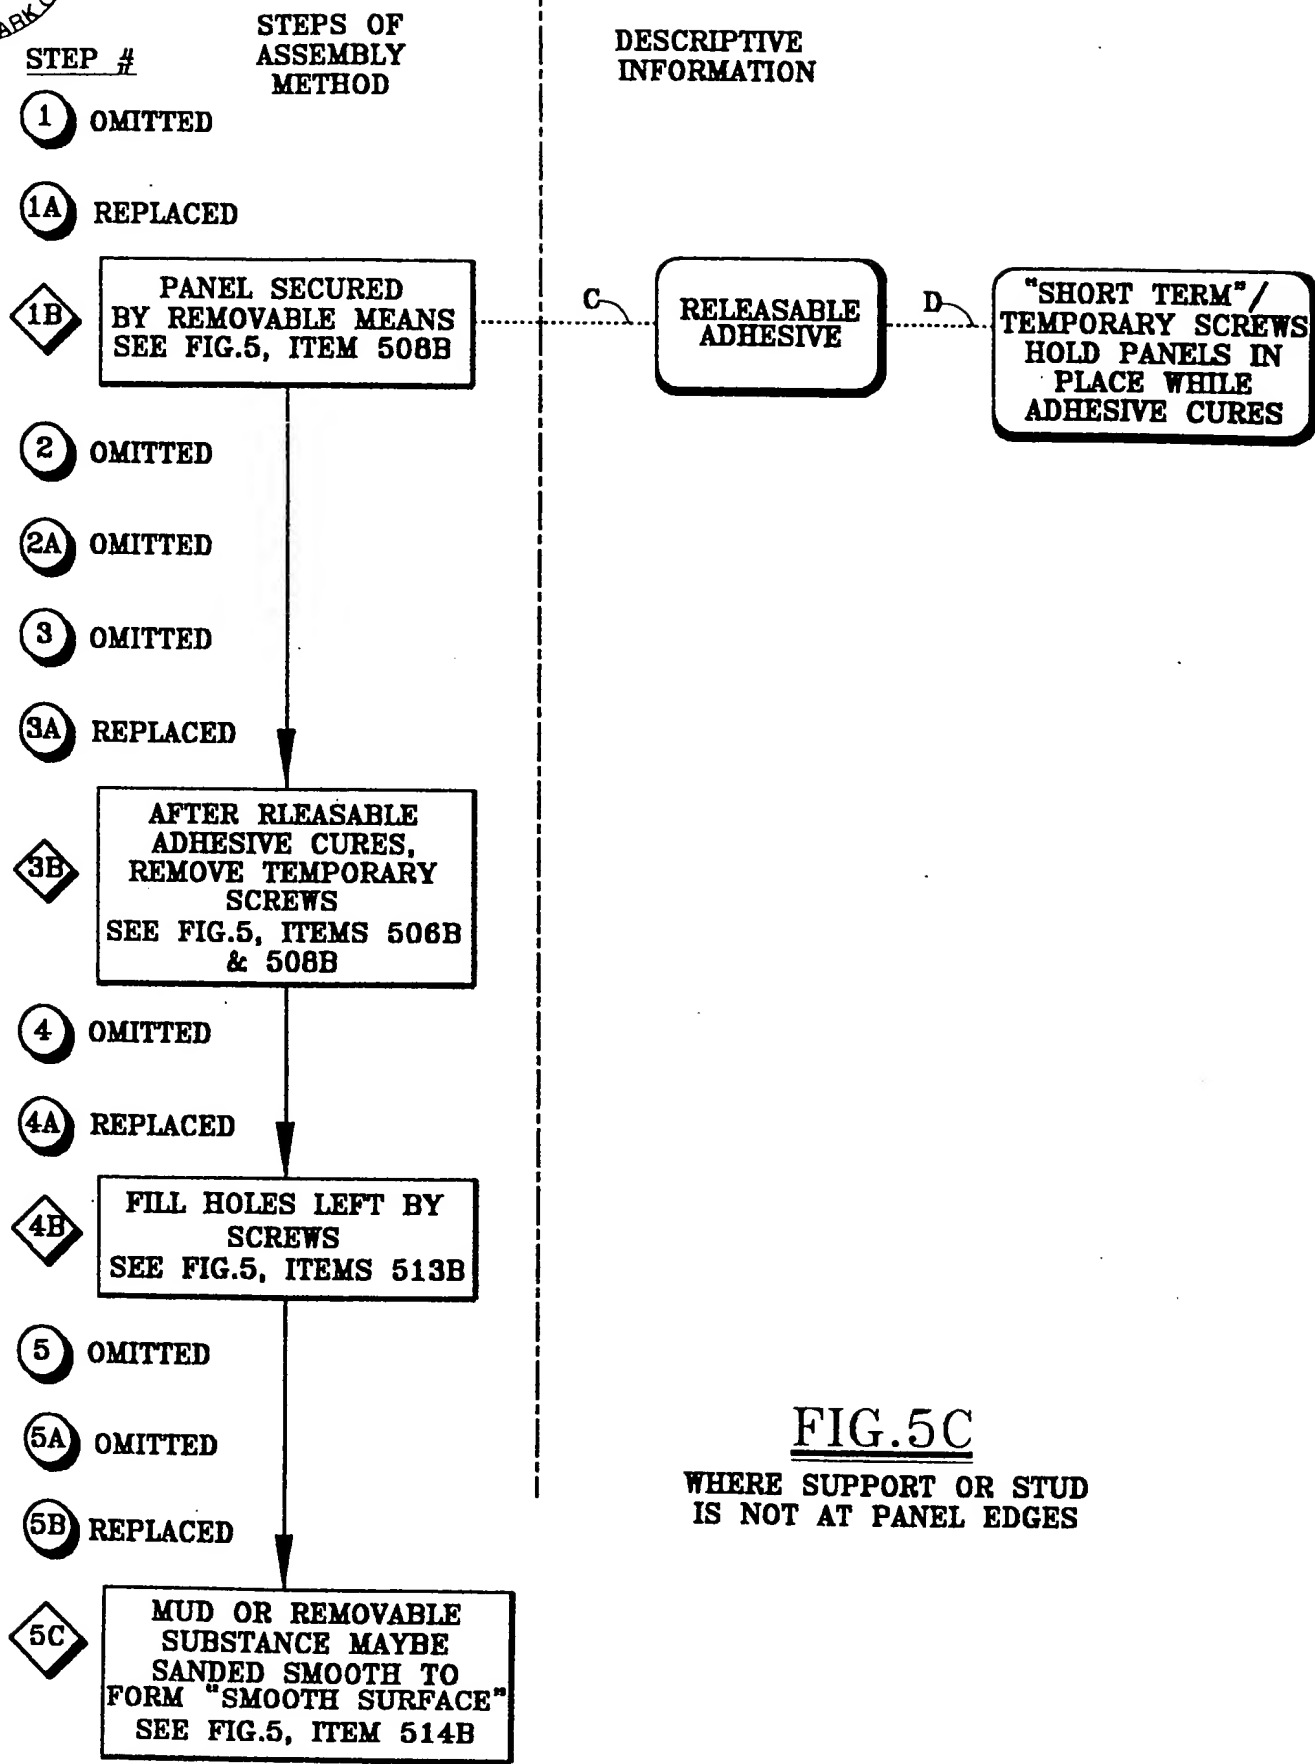 ARK
STEP #
STEPS OF
ASSEMBLY
METHOD
DESCRIPTIVE
INFORMATION
1 OMITTED
1A REPLACED
1B
PANEL SECURED
BY REMOVABLE MEANS
SEE FIG.5, ITEM 508B
C
RELEASABLE
ADHESIVE
D
"SHORT TERM"/
TEMPORARY SCREWS
HOLD PANELS IN
PLACE WHILE
ADHESIVE CURES
2 OMITTED
2A OMITTED
3 OMITTED
3A REPLACED
3B
AFTER RLEASABLE
ADHESIVE CURES,
REMOVE TEMPORARY
SCREWS
SEE FIG.5, ITEMS 506B
& 508B
4 OMITTED
4A REPLACED
4B
FILL HOLES LEFT BY
SCREWS
SEE FIG.5, ITEMS 513B
5 OMITTED
5A OMITTED
5B REPLACED
5C
MUD OR REMOVABLE
SUBSTANCE MAYBE
SANDED SMOOTH TO
FORM "SMOOTH SURFACE"
SEE FIG.5, ITEM 514B
FIG.5C
WHERE SUPPORT OR STUD
IS NOT AT PANEL EDGES